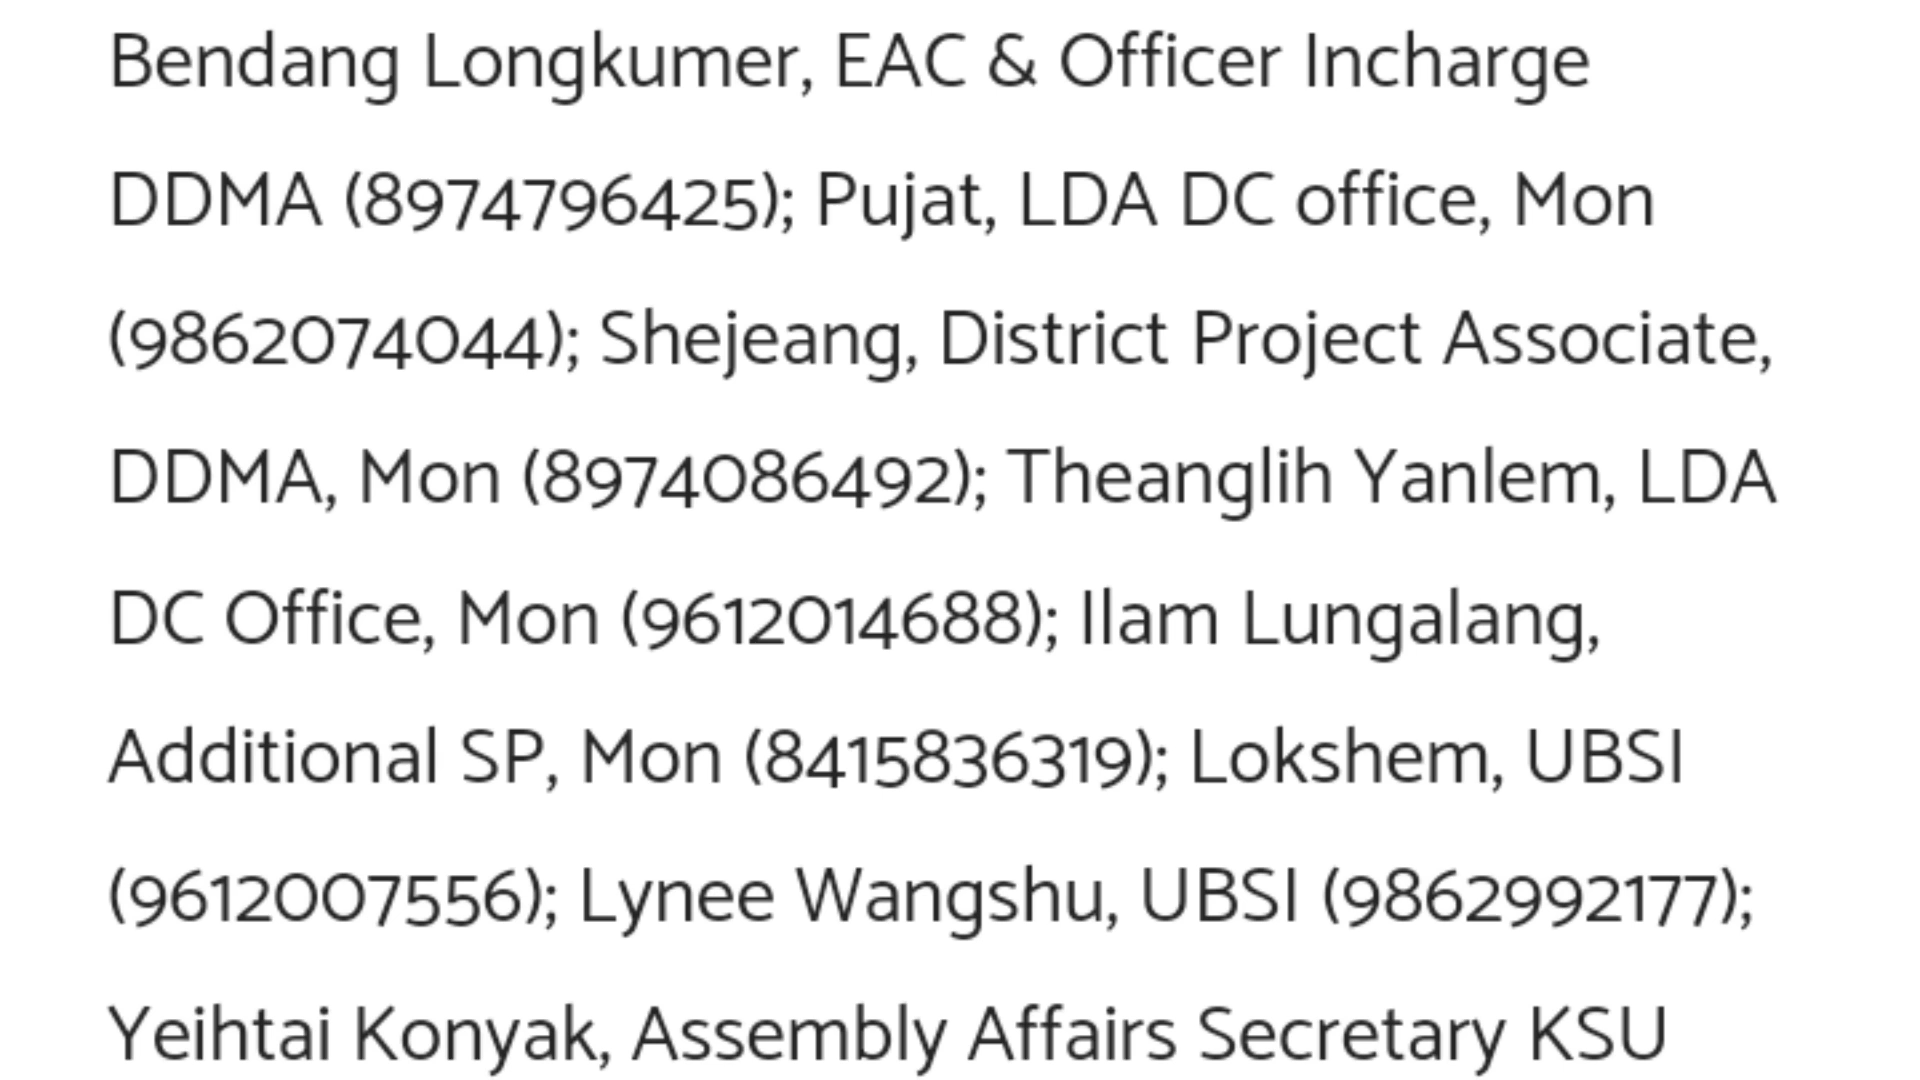 Bendang Longkumer, EAC & Officer Incharge
DDMA (8974796425); Pujat, LDA DC office, Mon
(9862074044); Shejeang, District Project Associate,
DDMA, Mon (8974086492); Theanglih Yanlem, LDA
DC Office, Mon (9612014688); Ilam Lungalang,
Additional SP, Mon (8415836319); Lokshem, UBSI
(9612007556); Lynee Wangshu, UBSI (9862992177);
Yeihtai Konyak, Assembly Affairs Secretary KSU